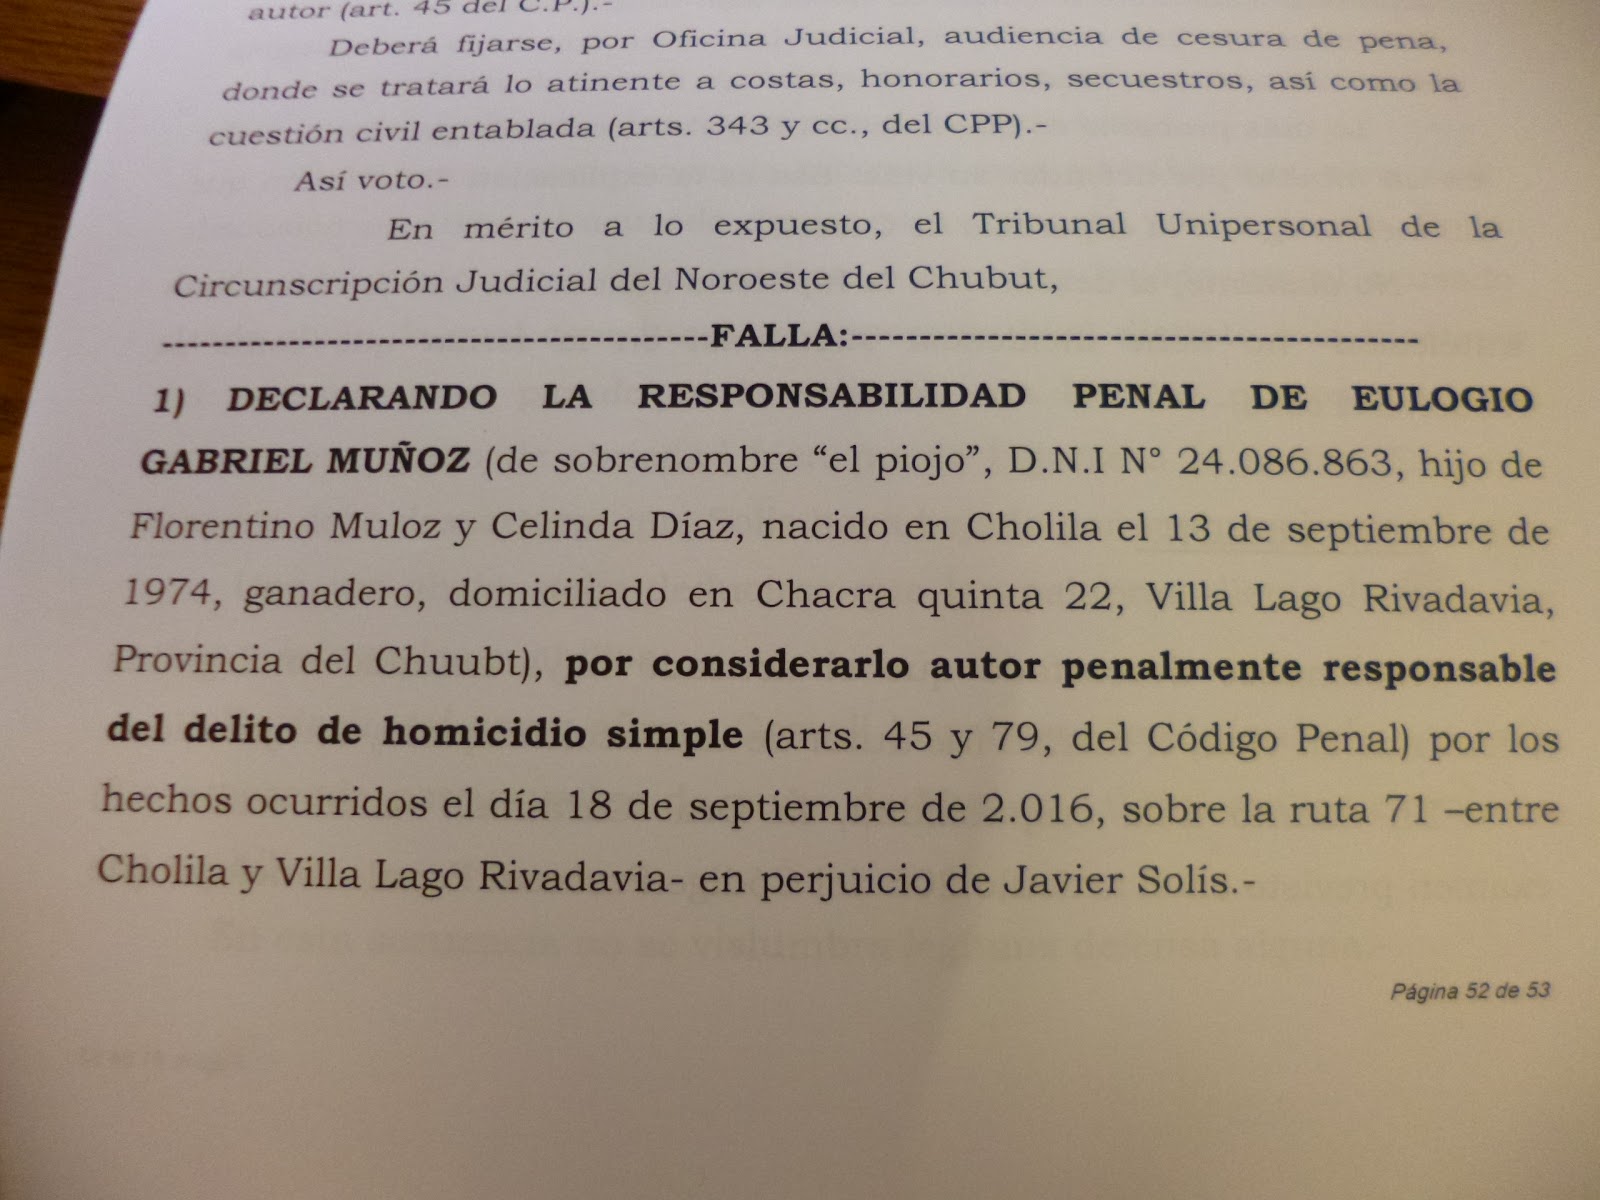 autor (art. 45 del C.P.).-
Deberá fijarse, por Oficina Judicial, audiencia de cesura de pena,
donde se tratará lo atinente a costas, honorarios, secuestros, así como la
cuestión civil entablada (arts. 343 y cc., del CPP).-
Así voto.-
En mérito a lo expuesto, el Tribunal Unipersonal de la
Circunscripción Judicial del Noroeste del Chubut,
----------------------------------------FALLA:-----------------------------------------
1) DECLARANDO LA RESPONSABILIDAD PENAL DE EULOGIO
GABRIEL MUÑOZ (de sobrenombre “el piojo”, D.N.I N° 24.086.863, hijo de
Florentino Muloz y Celinda Díaz, nacido en Cholila el 13 de septiembre de
1974, ganadero, domiciliado en Chacra quinta 22, Villa Lago Rivadavia,
Provincia del Chuubt), por considerarlo autor penalmente responsable
del delito de homicidio simple (arts. 45 y 79, del Código Penal) por los
hechos ocurridos el día 18 de septiembre de 2.016, sobre la ruta 71 –entre
Cholila y Villa Lago Rivadavia- en perjuicio de Javier Solís.-
Página 52 de 53